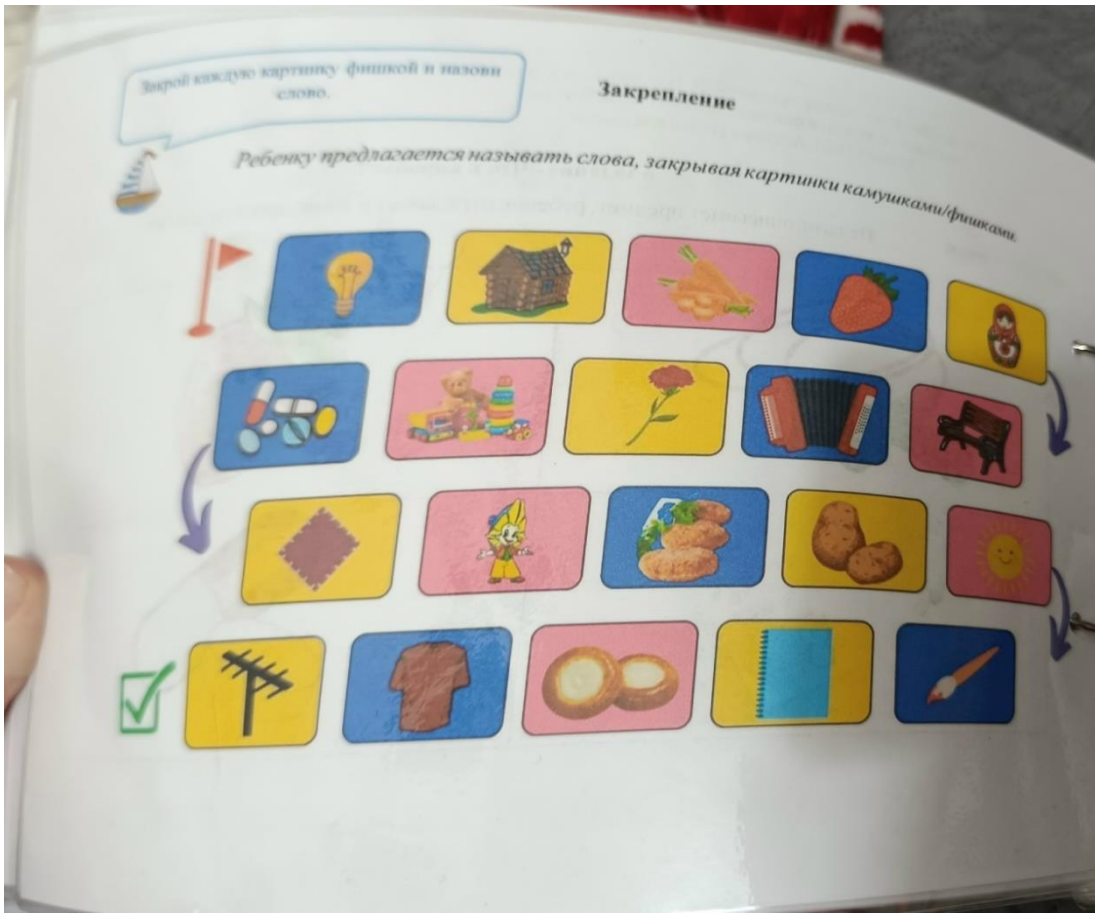 Закрой каждую картинку фишкой и назови
слово.
Закрепление
Ребенку предлагается называть слова, закрывая картинки камушками/фишками.